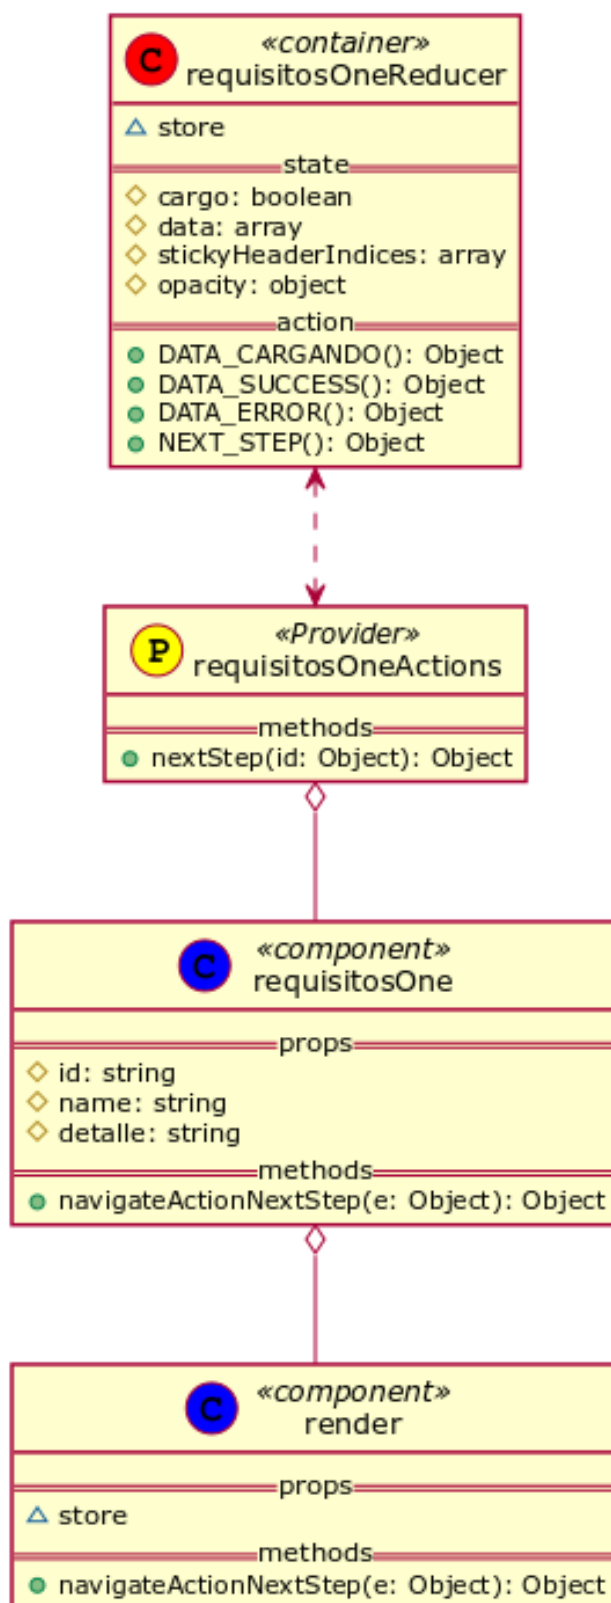 C
«container»
requisitosOneReducer
store
state
cargo: boolean
data: array
stickyHeaderIndices: array
opacity: object
action
DATA_CARGANDO(): Object
DATA_SUCCESS(): Object
DATA_ERROR(): Object
NEXT_STEP(): Object
P
«Provider»
requisitosOneActions
methods
nextStep(id: Object): Object
C
«component»
requisitosOne
props
id: string
name: string
detalle: string
methods
navigateActionNextStep(e: Object): Object
C
«component»
render
props
store
methods
navigateActionNextStep(e: Object): Object